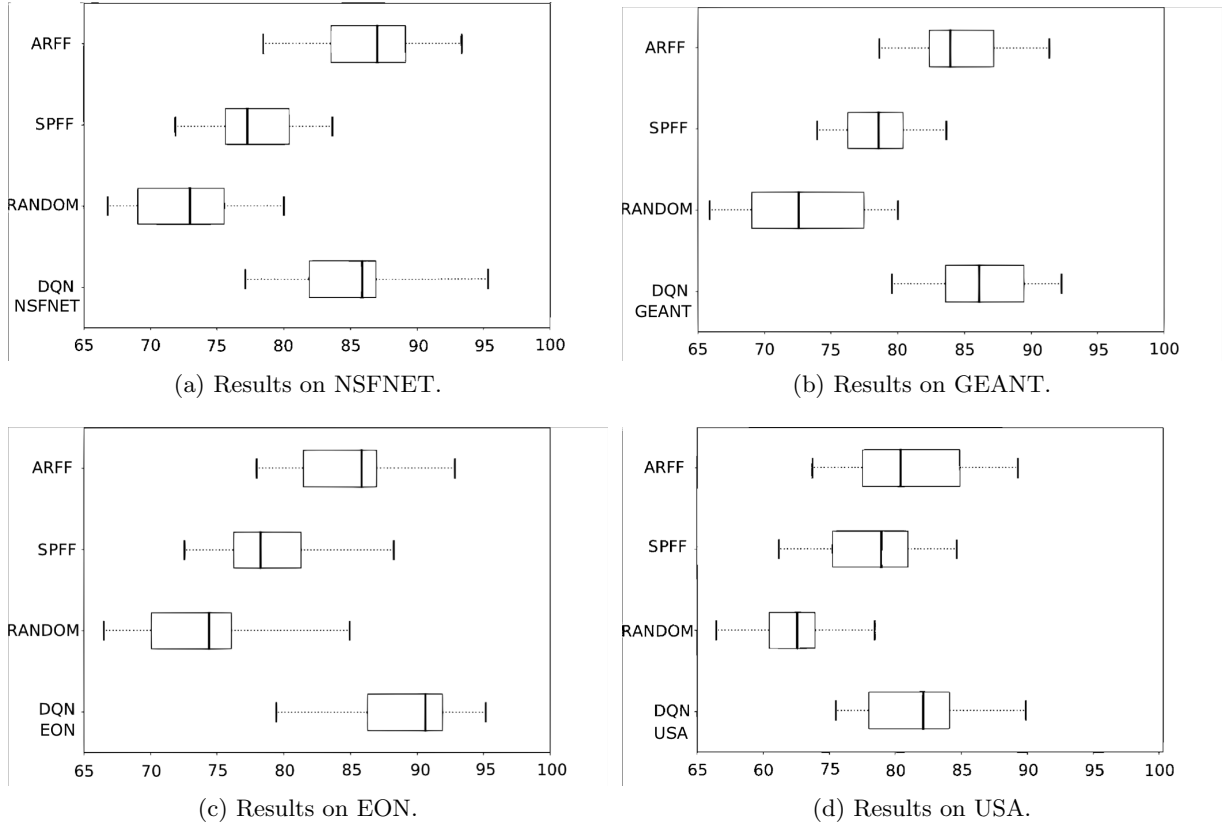 ARFF
SPFF
RANDOM
DQN
NSFNET
65 70 75 80 85 90 95 100
(a) Results on NSFNET.
ARFF
SPFF
RANDOM
DQN
GEANT
65 70 75 80 85 90 95 100
(b) Results on GEANT.
ARFF
SPFF
RANDOM
DQN
EON
65 70 75 80 85 90 95 100
(c) Results on EON.
ARFF
SPFF
RANDOM
DQN
USA
65 60 75 80 85 90 95 100
(d) Results on USA.